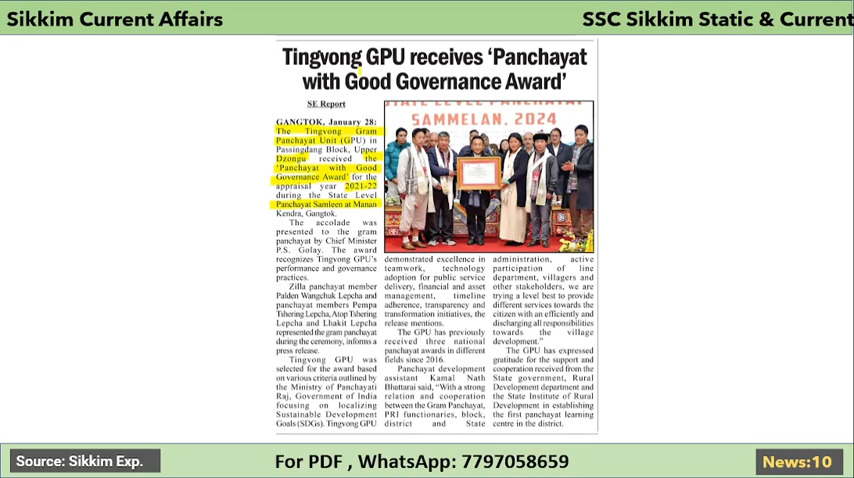 Sikkim Current Affairs
SSC Sikkim Static & Current
Tingvong GPU receives ‘Panchayat
with Good Governance Award’
SE Report
GANGTOK, January 28:
The Tingvong Gram
Panchayat Unit (GPU) in
Passingdang Block, Upper
Dzongu received the
‘Panchayat with Good
Governance Award’ for the
appraisal year 2021-22
during the State Level
Panchayat Samleen at Manan
Kendra, Gangtok.
The accolade was
presented to the gram
panchayat by Chief Minister
P.S. Golay. The award
recognizes Tingvong GPU’s
performance and governance
practices.
Zilla panchayat member
Palden Wangchuk Lepcha and
panchayat members Pempa
Tshering Lepcha, Atop Tshering
Lepcha and Lhakit Lepcha
represented the gram panchayat
during the ceremony, informs a
press release.
Tingvong GPU was
selected for the award based
on various criteria outlined by
the Ministry of Panchayati
Raj, Government of India
focusing on localizing
Sustainable Development
Goals (SDGs). Tingvong GPU
STATE LEVEL PANCHAYAT
SAMMELAN, 2024
demonstrated excellence in
teamwork, technology
adoption for public service
delivery, financial and asset
management, timeline
adherence, transparency and
transformation initiatives, the
release mentions.
The GPU has previously
received three national
panchayat awards in different
fields since 2016.
Panchayat development
assistant Kamal Nath
Bhattarai said, “With a strong
relation and cooperation
between the Gram Panchayat,
PRI functionaries, block,
district and State
administration, active
participation of line
department, villagers and
other stakeholders, we are
trying a level best to provide
different services towards the
citizen with an efficiently and
discharging all responsibilities
towards the village
development.”
The GPU has expressed
gratitude for the support and
cooperation received from the
State government, Rural
Development department and
the State Institute of Rural
Development in establishing
the first panchayat learning
centre in the district.
Source: Sikkim Exp.
For PDF , WhatsApp: 7797058659
News:10